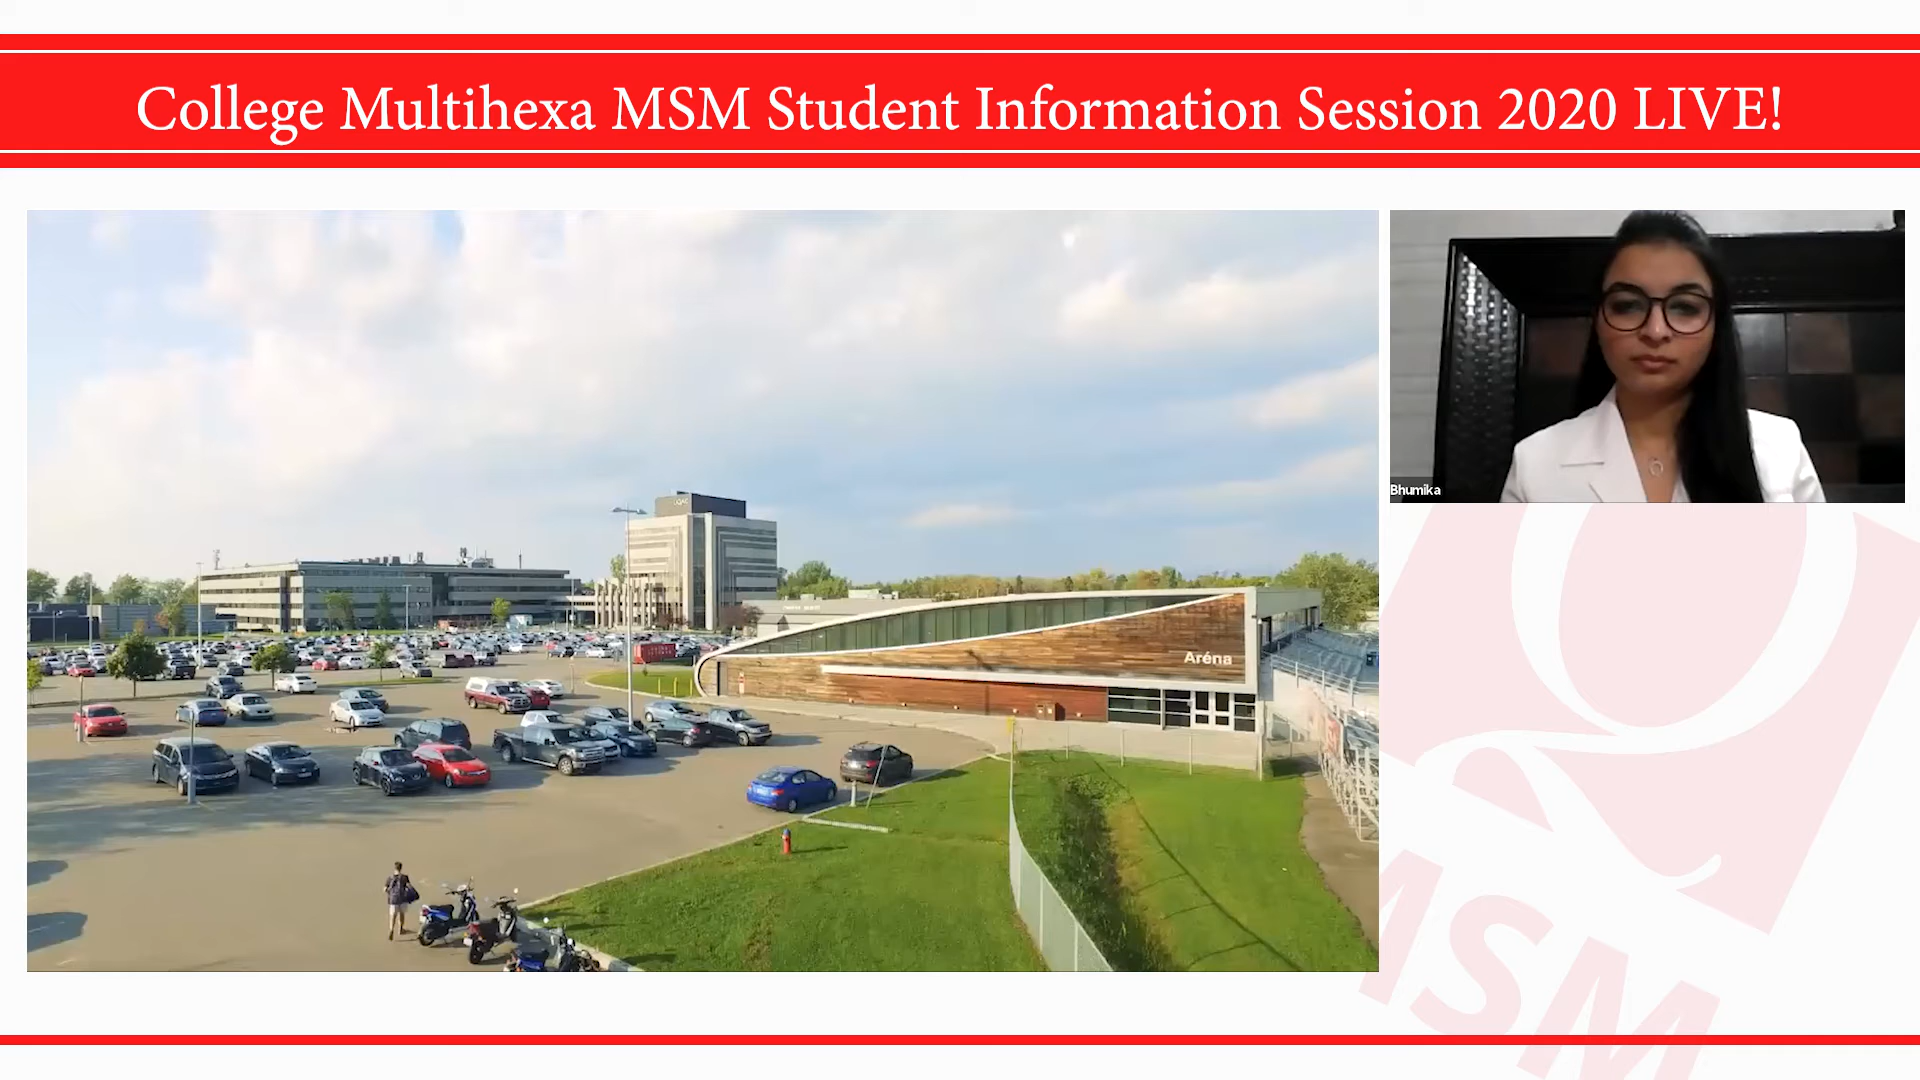 College Multihexa MSM Student Information Session 2020 LIVE!
Bhumika
Aréna
MSM